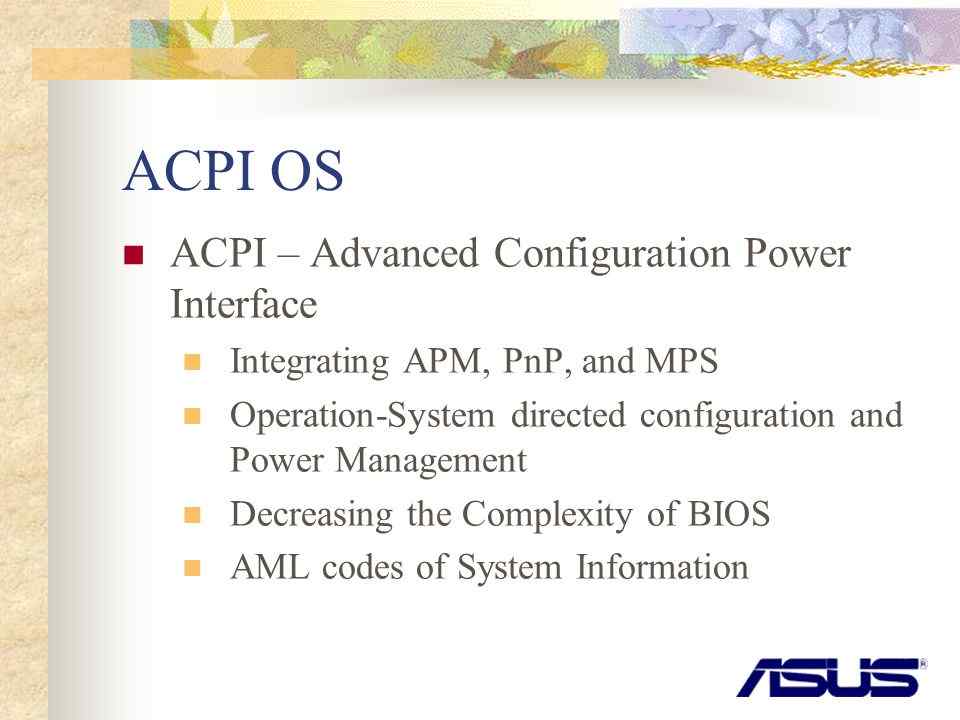 ACPI OS
ACPI – Advanced Configuration Power
Interface
Integrating APM, PnP, and MPS
Operation-System directed configuration and
Power Management
Decreasing the Complexity of BIOS
AML codes of System Information
ASUS®